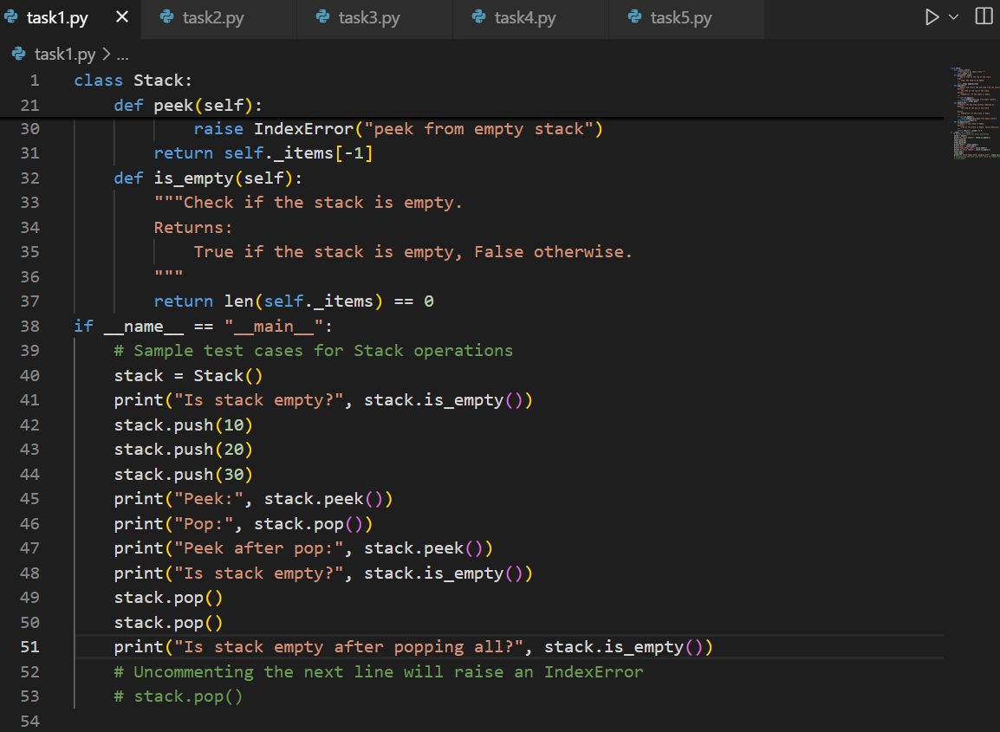 task1.py
task2.py
task3.py
task4.py
task5.py
task1.py > ...
1 class Stack:
21     def peek(self):
30             raise IndexError("peek from empty stack")
31         return self._items[-1]
32     def is_empty(self):
33         """Check if the stack is empty.
34         Returns:
35             True if the stack is empty, False otherwise.
36         """
37         return len(self._items) == 0
38 if __name__ == "__main__":
39     # Sample test cases for Stack operations
40     stack = Stack()
41     print("Is stack empty?", stack.is_empty())
42     stack.push(10)
43     stack.push(20)
44     stack.push(30)
45     print("Peek:", stack.peek())
46     print("Pop:", stack.pop())
47     print("Peek after pop:", stack.peek())
48     print("Is stack empty?", stack.is_empty())
49     stack.pop()
50     stack.pop()
51     print("Is stack empty after popping all?", stack.is_empty())
52     # Uncommenting the next line will raise an IndexError
53     # stack.pop()
54